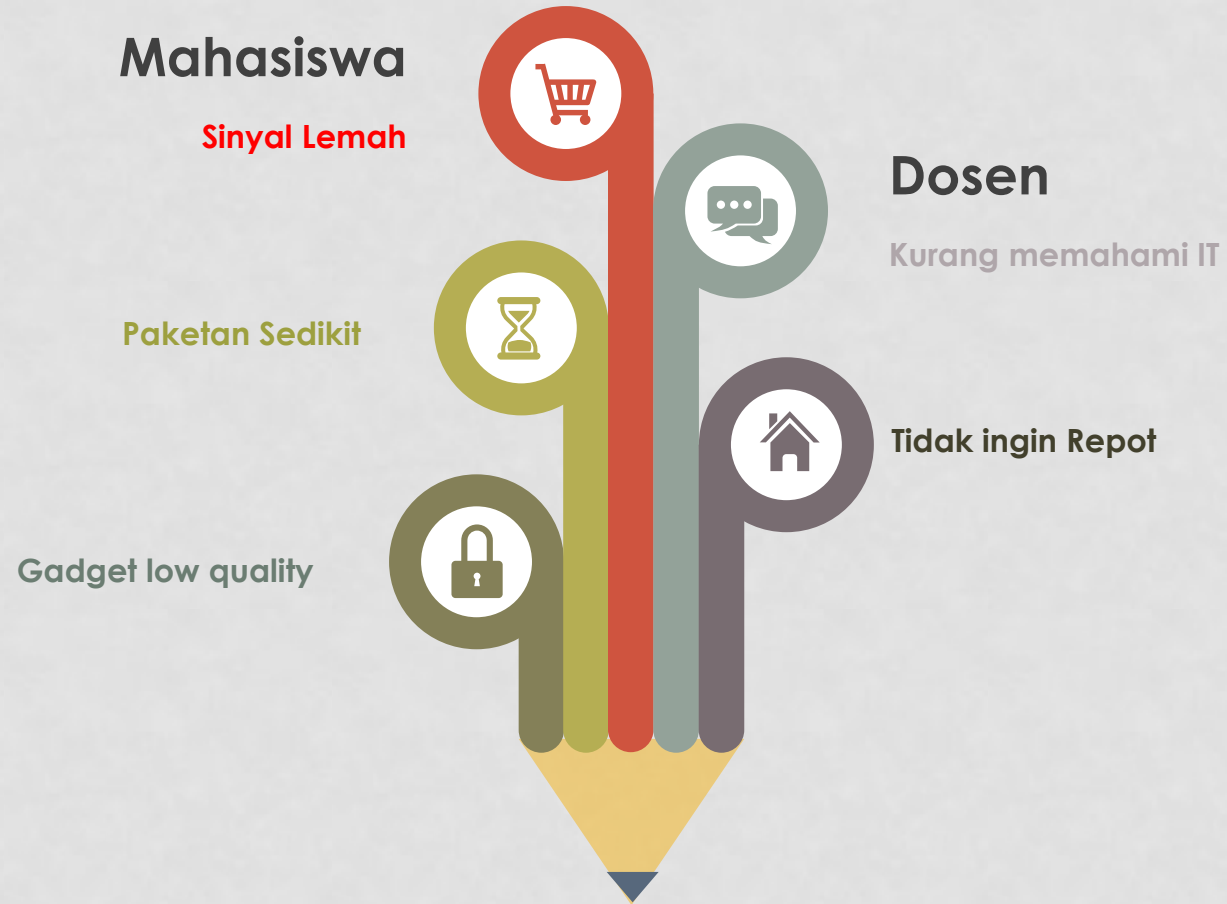 Mahasiswa
Sinyal Lemah
Paketan Sedikit
Gadget low quality
Dosen
Kurang memahami IT
Tidak ingin Repot